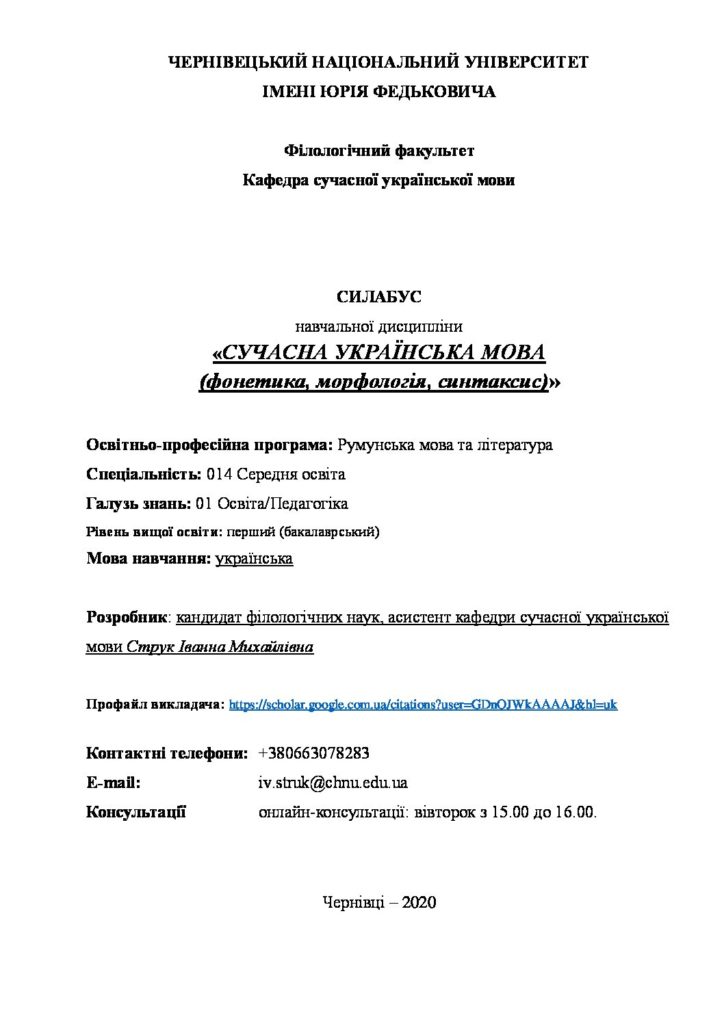 ЧЕРНІВЕЦЬКИЙ НАЦІОНАЛЬНИЙ УНІВЕРСИТЕТ
ІМЕНІ ЮРІЯ ФЕДЬКОВИЧА
Філологічний факультет
Кафедра сучасної української мови
СИЛАБУС
навчальної дисципліни
«СУЧАСНА УКРАЇНСЬКА МОВА
(фонетика, морфологія, синтаксис)»
Освітньо-професійна програма: Румунська мова та література
Спеціальність: 014 Середня освіта
Галузь знань: 01 Освіта/Педагогіка
Рівень вищої освіти: перший (бакалаврський)
Мова навчання: українська
Розробник: кандидат філологічних наук, асистент кафедри сучасної української
мови Струк Іванна Михайлівна
Профайл викладача: https://scholar.google.com.ua/citations?user=GDnOJWkAAAAJ&hl=uk
Контактні телефони: +380663078283
E-mail: iv.struk@chnu.edu.ua
Консультації онлайн-консультації: вівторок з 15.00 до 16.00.
Чернівці – 2020